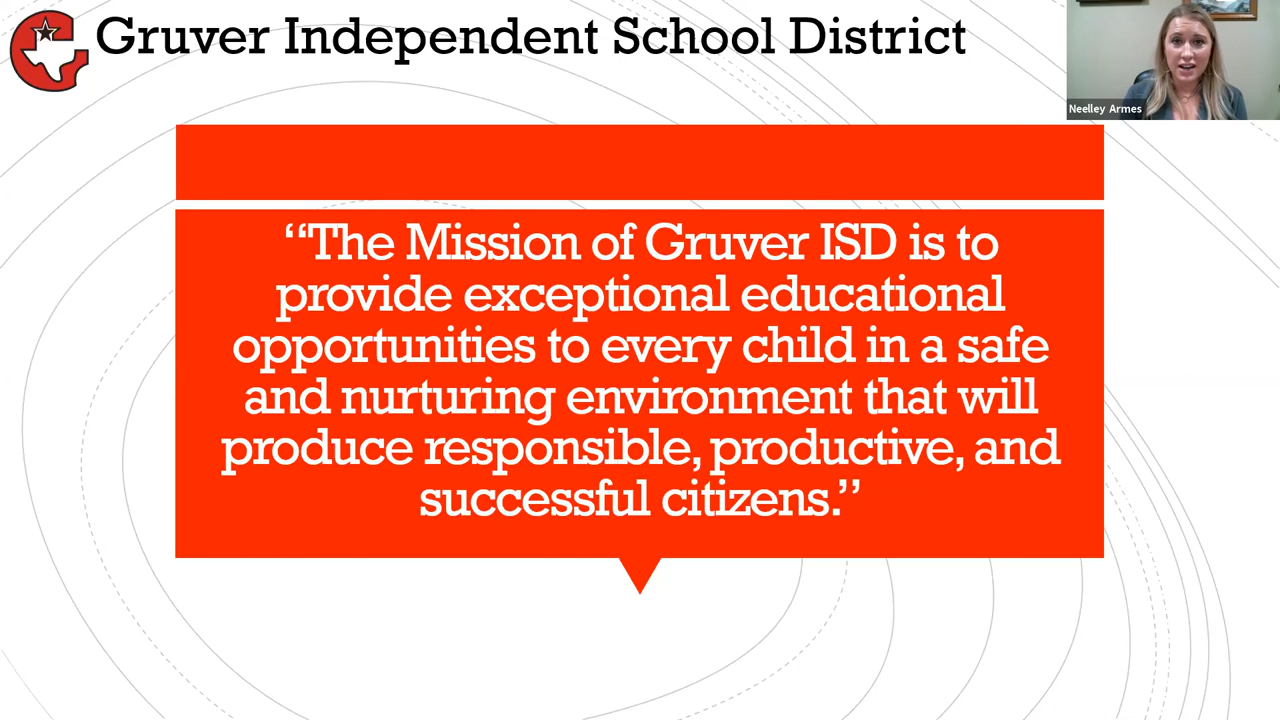 Gruver Independent School District
Neelley Armes
“The Mission of Gruver ISD is to
provide exceptional educational
opportunities to every child in a safe
and nurturing environment that will
produce responsible, productive, and
successful citizens.”